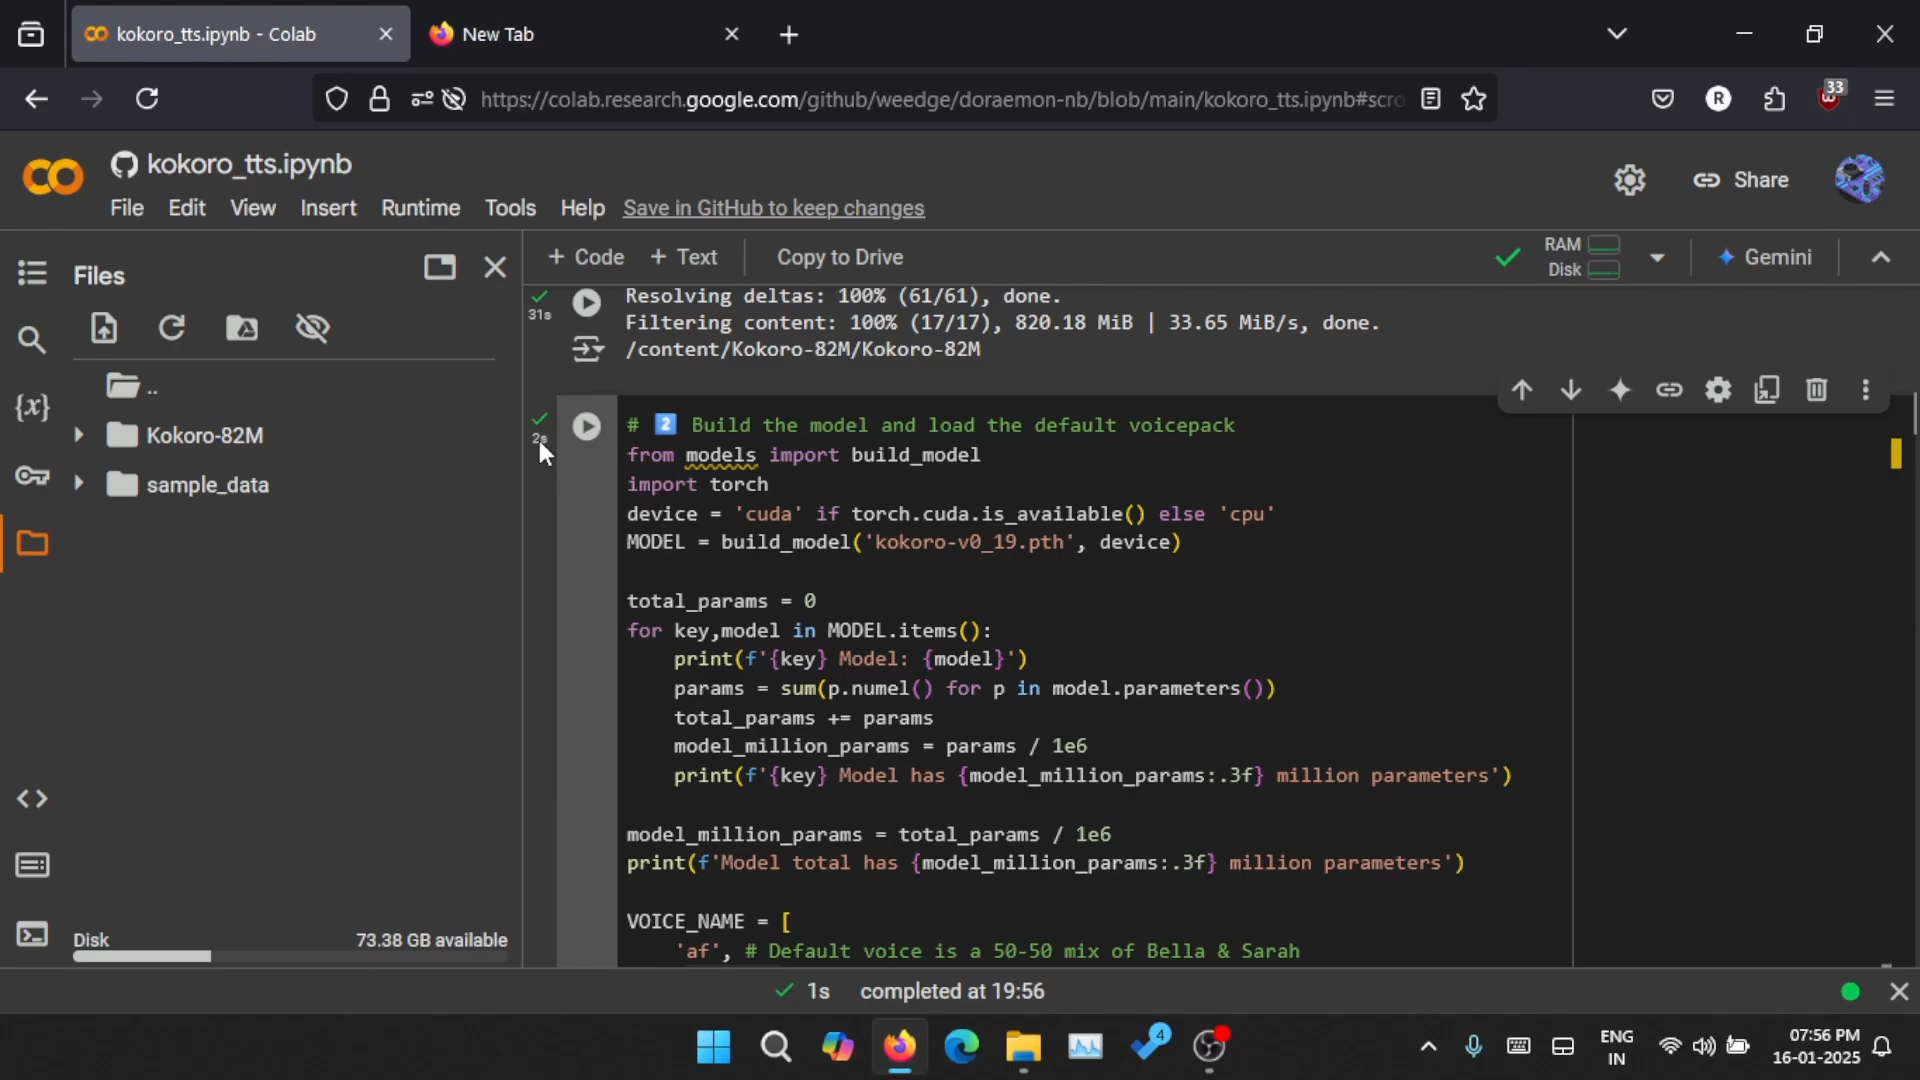 kokoro_tts.ipynb - Colab
New Tab
https://colab.research.google.com/github/weedge/doraemon-nb/blob/main/kokoro_tts.ipynb#scro
R
33
kokoro_tts.ipynb
Share
File Edit View Insert Runtime Tools Help Save in GitHub to keep changes
Files
+ Code + Text Copy to Drive
RAM
Disk
Gemini
..
Kokoro-82M
sample_data
{x}
Disk 73.38 GB available
31s
Resolving deltas: 100% (61/61), done.
Filtering content: 100% (17/17), 820.18 MiB | 33.65 MiB/s, done.
/content/Kokoro-82M/Kokoro-82M
2s
# 2️⃣ Build the model and load the default voicepack
from models import build_model
import torch
device = 'cuda' if torch.cuda.is_available() else 'cpu'
MODEL = build_model('kokoro-v0_19.pth', device)
total_params = 0
for key,model in MODEL.items():
    print(f'{key} Model: {model}')
    params = sum(p.numel() for p in model.parameters())
    total_params += params
    model_million_params = params / 1e6
    print(f'{key} Model has {model_million_params:.3f} million parameters')
model_million_params = total_params / 1e6
print(f'Model total has {model_million_params:.3f} million parameters')
VOICE_NAME = [
    'af', # Default voice is a 50-50 mix of Bella & Sarah
1s completed at 19:56
4
ENG
IN
07:56 PM
16-01-2025